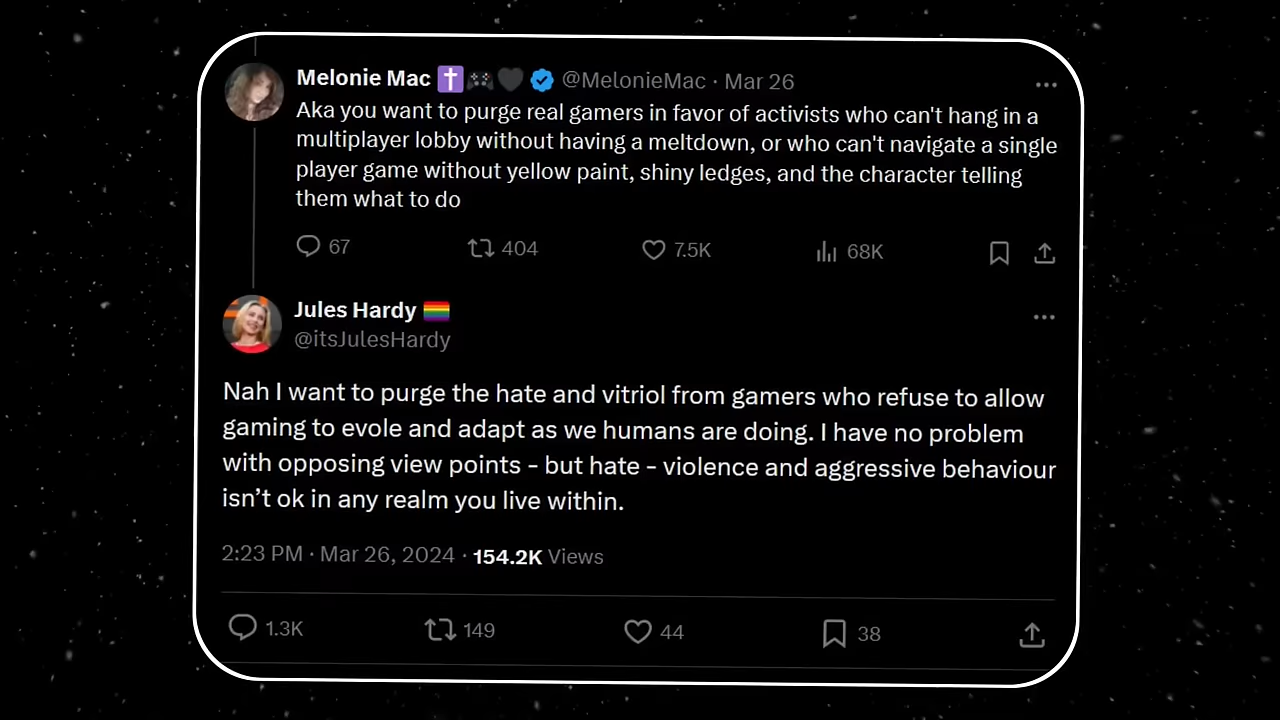 Melonie Mac ✝️🎮🖤 @MelonieMac · Mar 26
Aka you want to purge real gamers in favor of activists who can't hang in a
multiplayer lobby without having a meltdown, or who can't navigate a single
player game without yellow paint, shiny ledges, and the character telling
them what to do
67 404 7.5K 68K
Jules Hardy 🏳️‍🌈
@itsJulesHardy
Nah I want to purge the hate and vitriol from gamers who refuse to allow
gaming to evole and adapt as we humans are doing. I have no problem
with opposing view points - but hate - violence and aggressive behaviour
isn't ok in any realm you live within.
2:23 PM · Mar 26, 2024 · 154.2K Views
1.3K 149 44 38